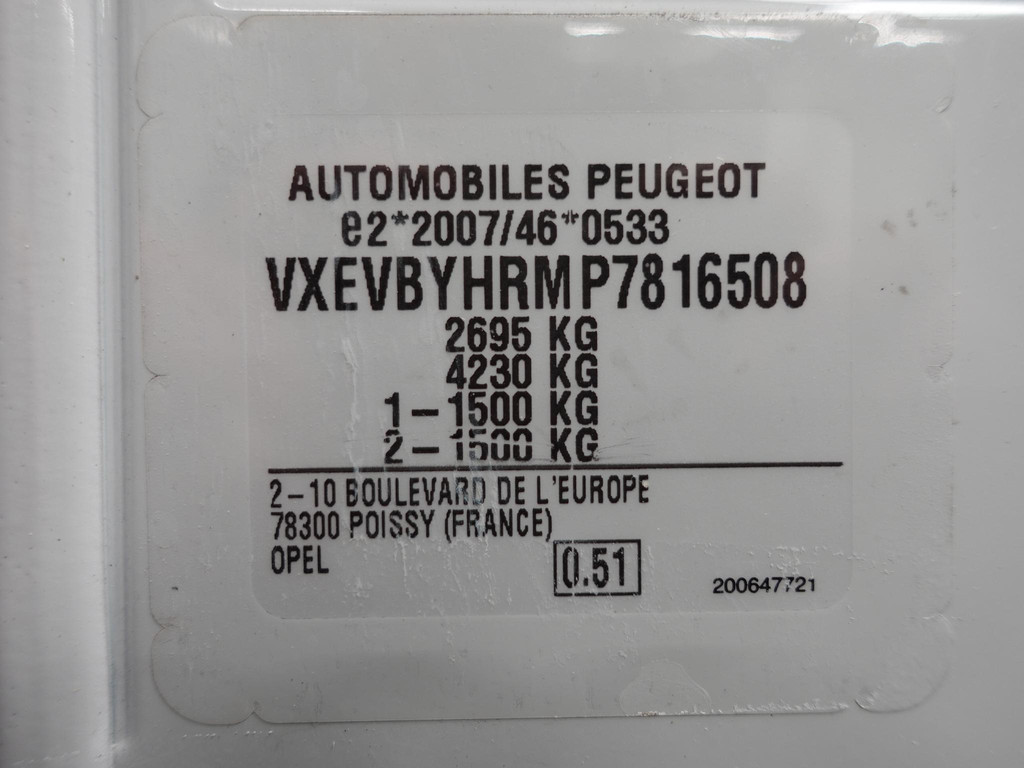 AUTOMOBILES PEUGEOT
e2*2007/46*0533
VXEVBYHRMP7816508
2695 KG
4230 KG
1-1500 KG
2-1500 KG
2-10 BOULEVARD DE L'EUROPE
78300 POISSY (FRANCE)
OPEL
0.51
200647721